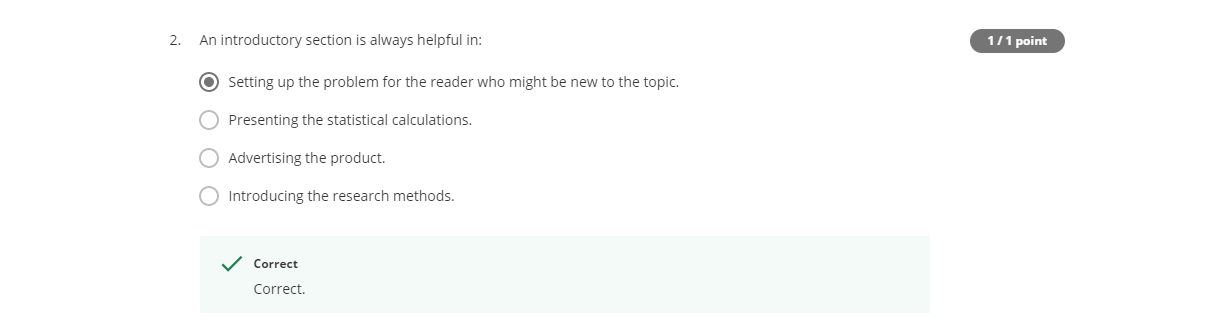 2. An introductory section is always helpful in:
1 / 1 point
Setting up the problem for the reader who might be new to the topic.
Presenting the statistical calculations.
Advertising the product.
Introducing the research methods.
Correct
Correct.